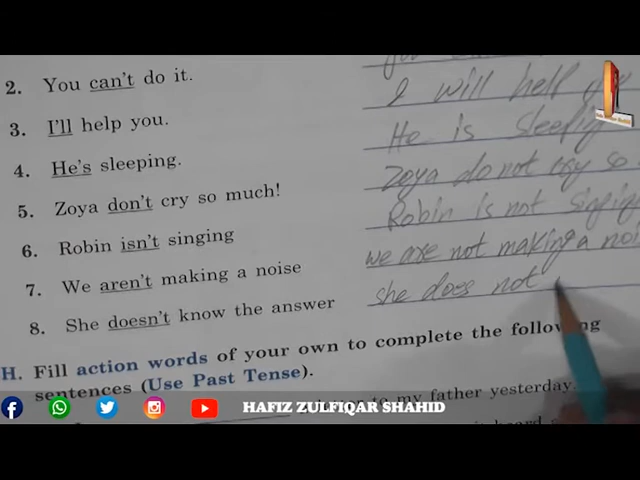 2. You can't do it.
I will help you
3. I'll help you.
He is sleeping
4. He's sleeping.
Zoya do not cry so
5. Zoya don't cry so much!
Robin is not singing
6. Robin isn't singing
we are not making a noi
7. We aren't making a noise
she does not
8. She doesn't know the answer
H. Fill action words of your own to complete the following
sentences (Use Past Tense).
to my father yesterday.
HAFIZ ZULFIQAR SHAHID